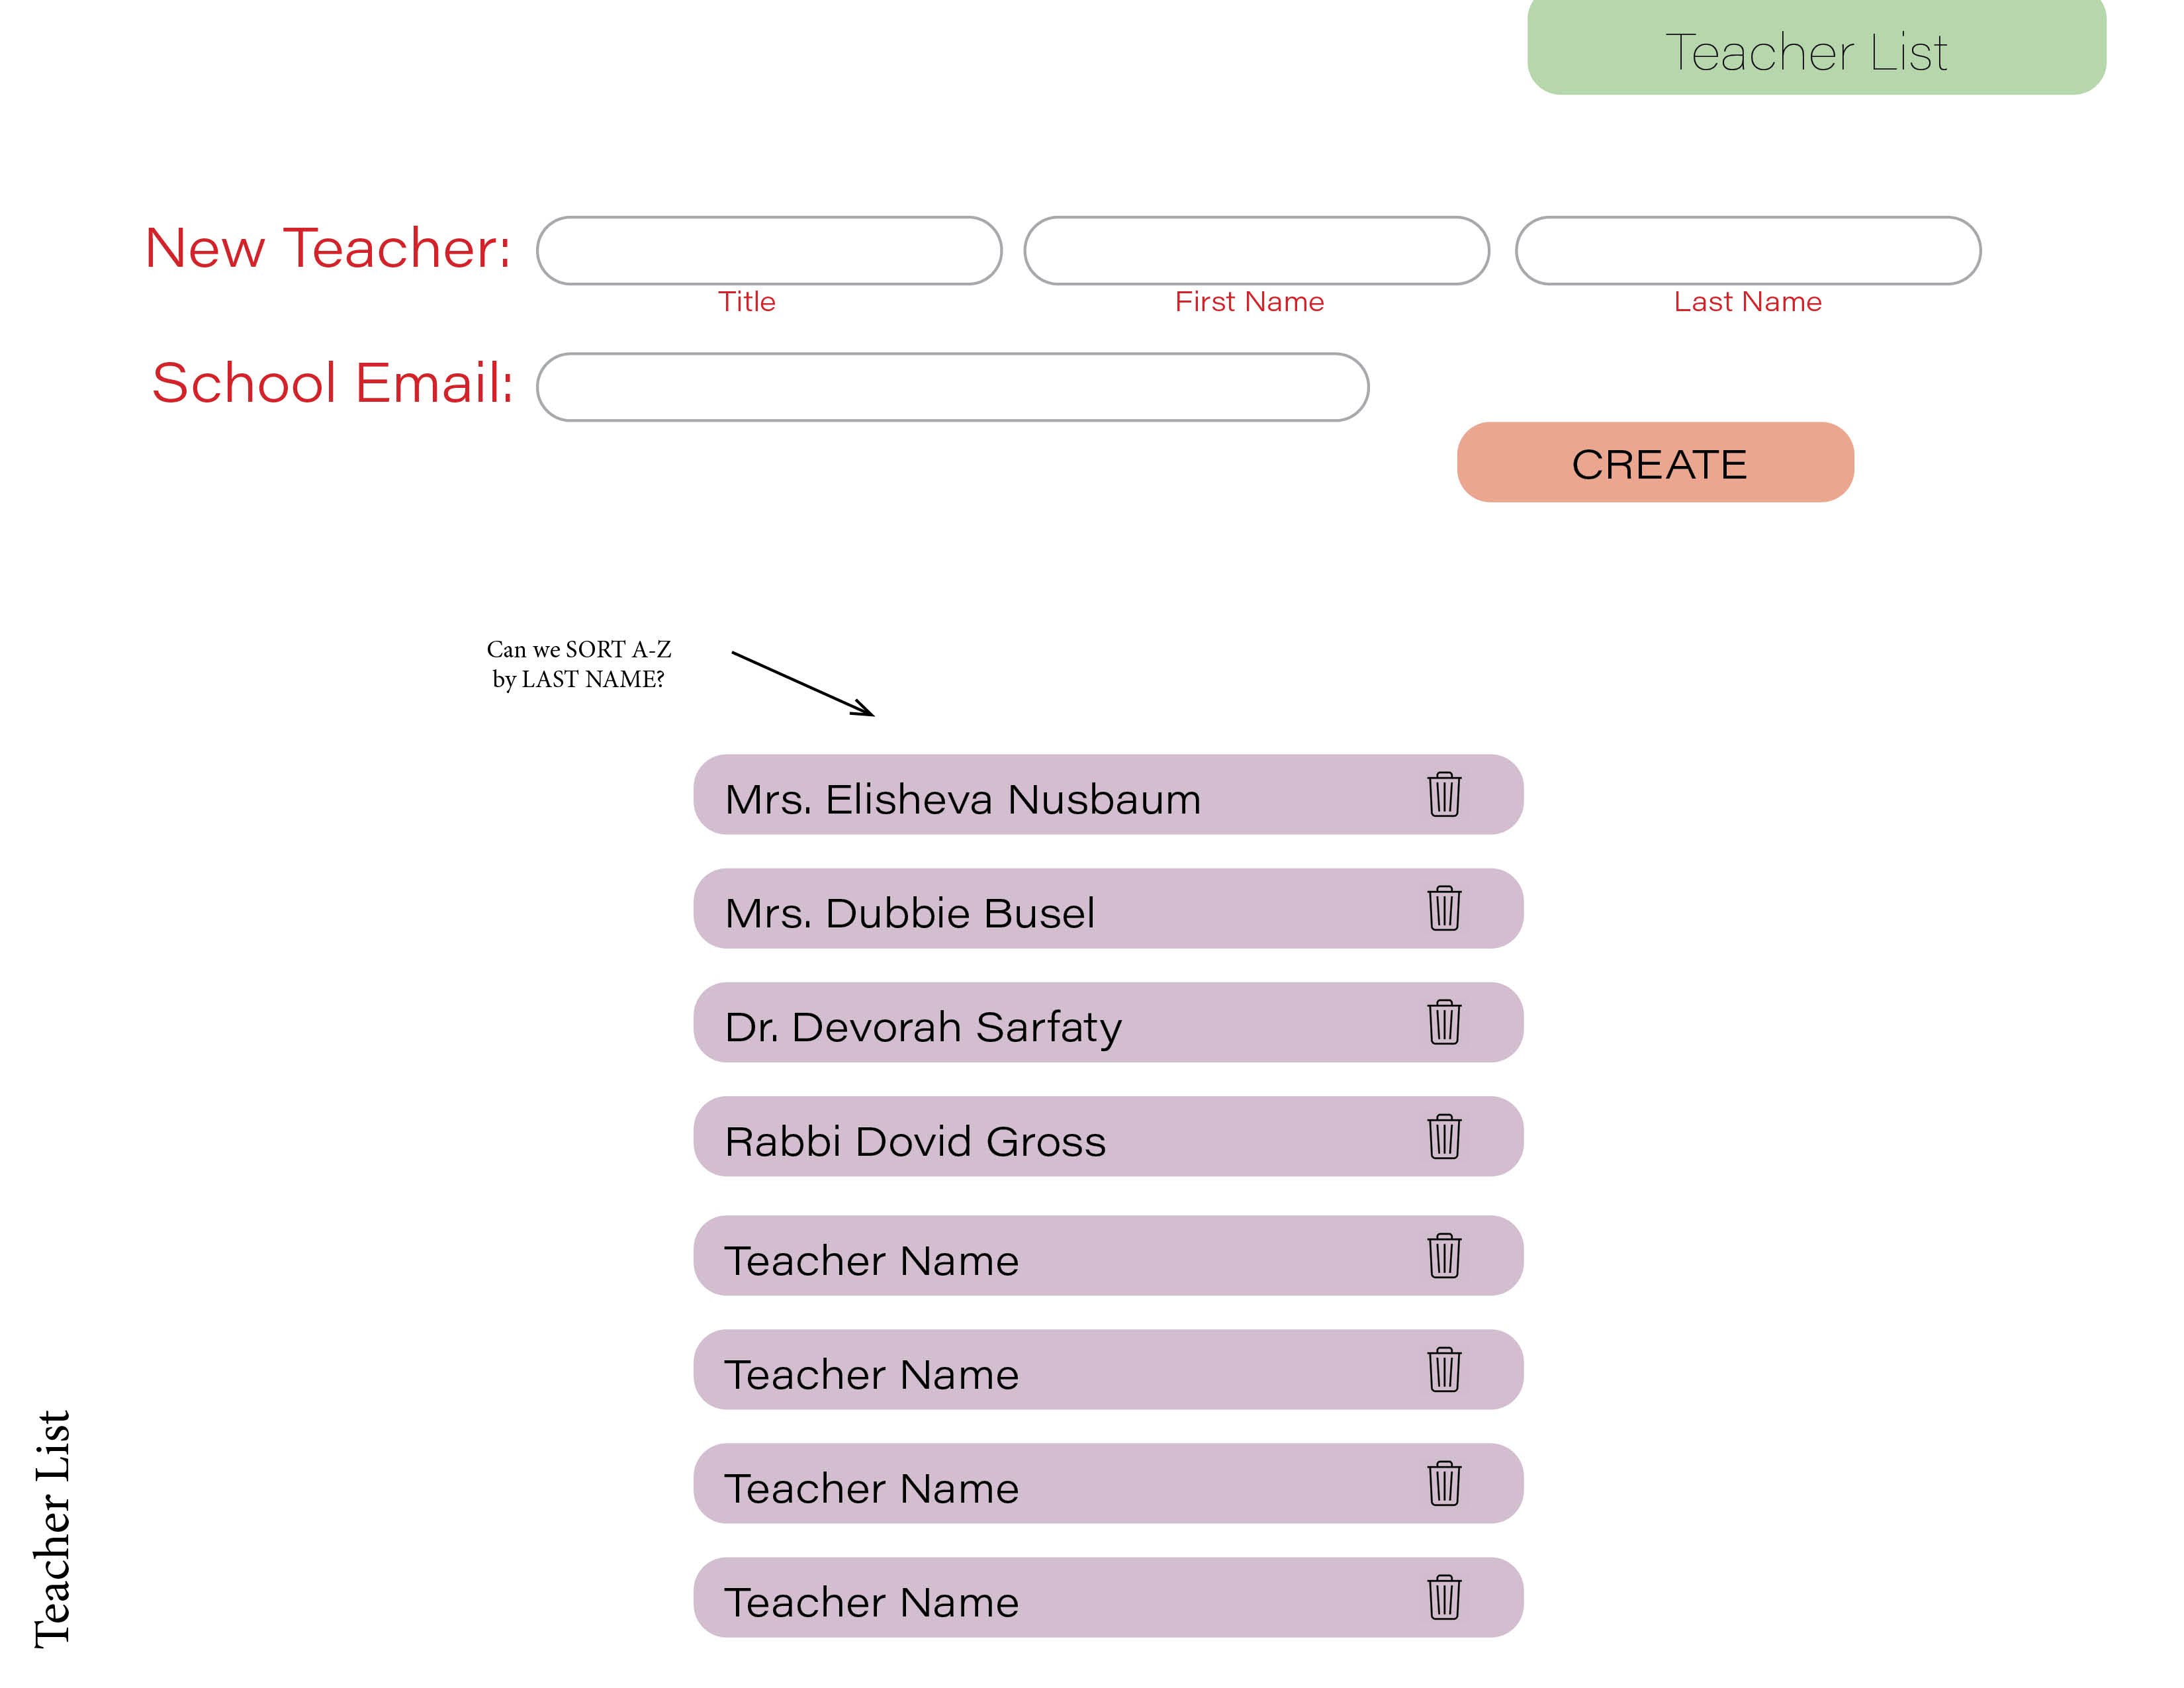 Teacher List
New Teacher:
Title
First Name
Last Name
School Email:
CREATE
Can we SORT A-Z
by LAST NAME?
Mrs. Elisheva Nusbaum
Mrs. Dubbie Busel
Dr. Devorah Sarfaty
Rabbi Dovid Gross
Teacher Name
Teacher Name
Teacher Name
Teacher Name
Teacher List